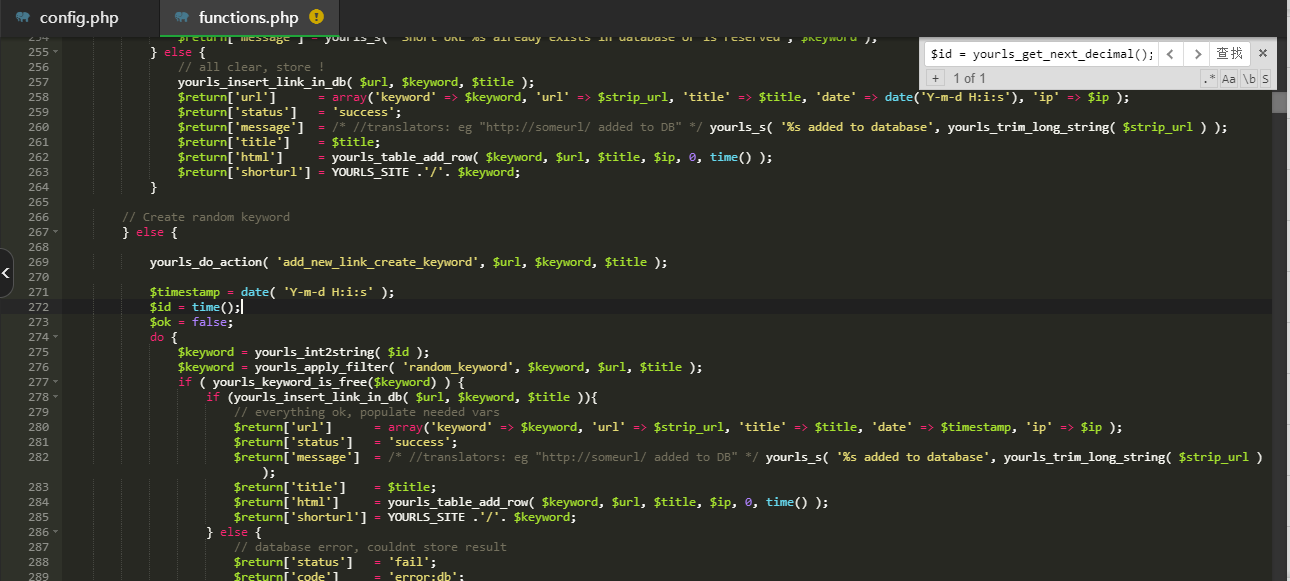 config.php
functions.php
$id = yourls_get_next_decimal(); 查找
+ 1 of 1 .* Aa \b S
254 $return['message'] = yourls_s( 'Short URL %s already exists in database or is reserved', $keyword );
255 } else {
256 // all clear, store !
257 yourls_insert_link_in_db( $url, $keyword, $title );
258 $return['url'] = array('keyword' => $keyword, 'url' => $strip_url, 'title' => $title, 'date' => date('Y-m-d H:i:s'), 'ip' => $ip );
259 $return['status'] = 'success';
260 $return['message'] = /* //translators: eg "http://someurl/ added to DB" */ yourls_s( '%s added to database', yourls_trim_long_string( $strip_url ) );
261 $return['title'] = $title;
262 $return['html'] = yourls_table_add_row( $keyword, $url, $title, $ip, 0, time() );
263 $return['shorturl'] = YOURLS_SITE .'/'. $keyword;
264 }
265
266 // Create random keyword
267 } else {
268
269 yourls_do_action( 'add_new_link_create_keyword', $url, $keyword, $title );
270
271 $timestamp = date( 'Y-m-d H:i:s' );
272 $id = time();
273 $ok = false;
274 do {
275 $keyword = yourls_int2string( $id );
276 $keyword = yourls_apply_filter( 'random_keyword', $keyword, $url, $title );
277 if ( yourls_keyword_is_free($keyword) ) {
278 if (yourls_insert_link_in_db( $url, $keyword, $title )){
279 // everything ok, populate needed vars
280 $return['url'] = array('keyword' => $keyword, 'url' => $strip_url, 'title' => $title, 'date' => $timestamp, 'ip' => $ip );
281 $return['status'] = 'success';
282 $return['message'] = /* //translators: eg "http://someurl/ added to DB" */ yourls_s( '%s added to database', yourls_trim_long_string( $strip_url )
);
283 $return['title'] = $title;
284 $return['html'] = yourls_table_add_row( $keyword, $url, $title, $ip, 0, time() );
285 $return['shorturl'] = YOURLS_SITE .'/'. $keyword;
286 } else {
287 // database error, couldnt store result
288 $return['status'] = 'fail';
289 $return['code'] = 'error:db';